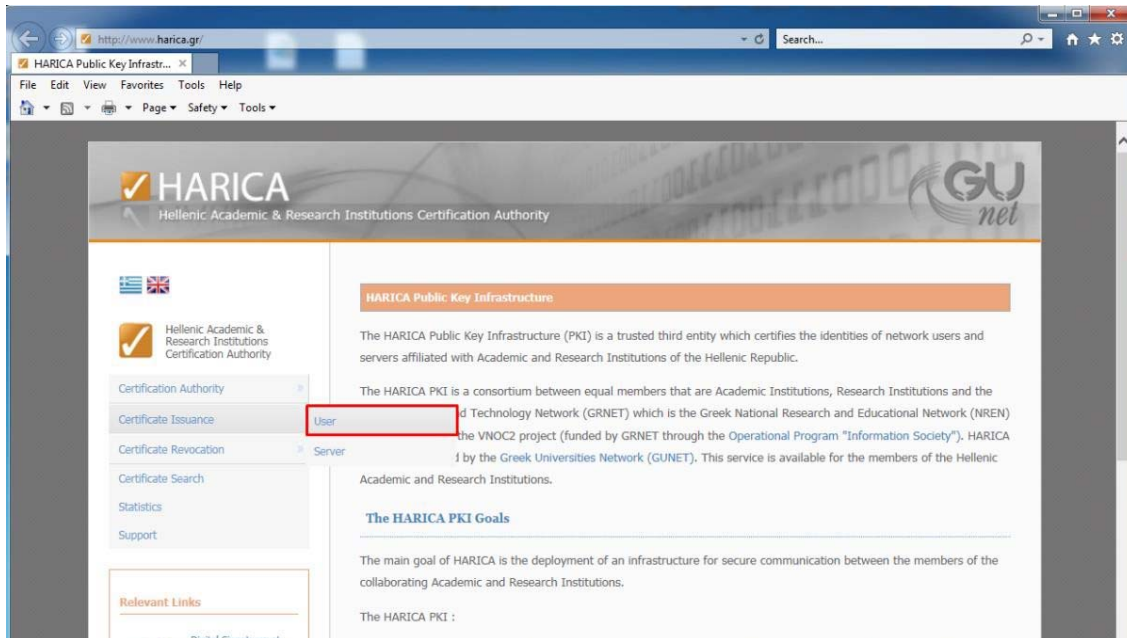 http://www.harica.gr/
Search...
HARICA Public Key Infrastr...
File Edit View Favorites Tools Help
Page Safety Tools
HARICA
Hellenic Academic & Research Institutions Certification Authority
GU
net
Hellenic Academic &
Research Institutions
Certification Authority
Certification Authority
Certificate Issuance
User
Certificate Revocation
Server
Certificate Search
Statistics
Support
Relevant Links
HARICA Public Key Infrastructure
The HARICA Public Key Infrastructure (PKI) is a trusted third entity which certifies the identities of network users and
servers affiliated with Academic and Research Institutions of the Hellenic Republic.
The HARICA PKI is a consortium between equal members that are Academic Institutions, Research Institutions and the
d Technology Network (GRNET) which is the Greek National Research and Educational Network (NREN)
the VNOC2 project (funded by GRNET through the Operational Program "Information Society"). HARICA
d by the Greek Universities Network (GUNET). This service is available for the members of the Hellenic
Academic and Research Institutions.
The HARICA PKI Goals
The main goal of HARICA is the deployment of an infrastructure for secure communication between the members of the
collaborating Academic and Research Institutions.
The HARICA PKI :